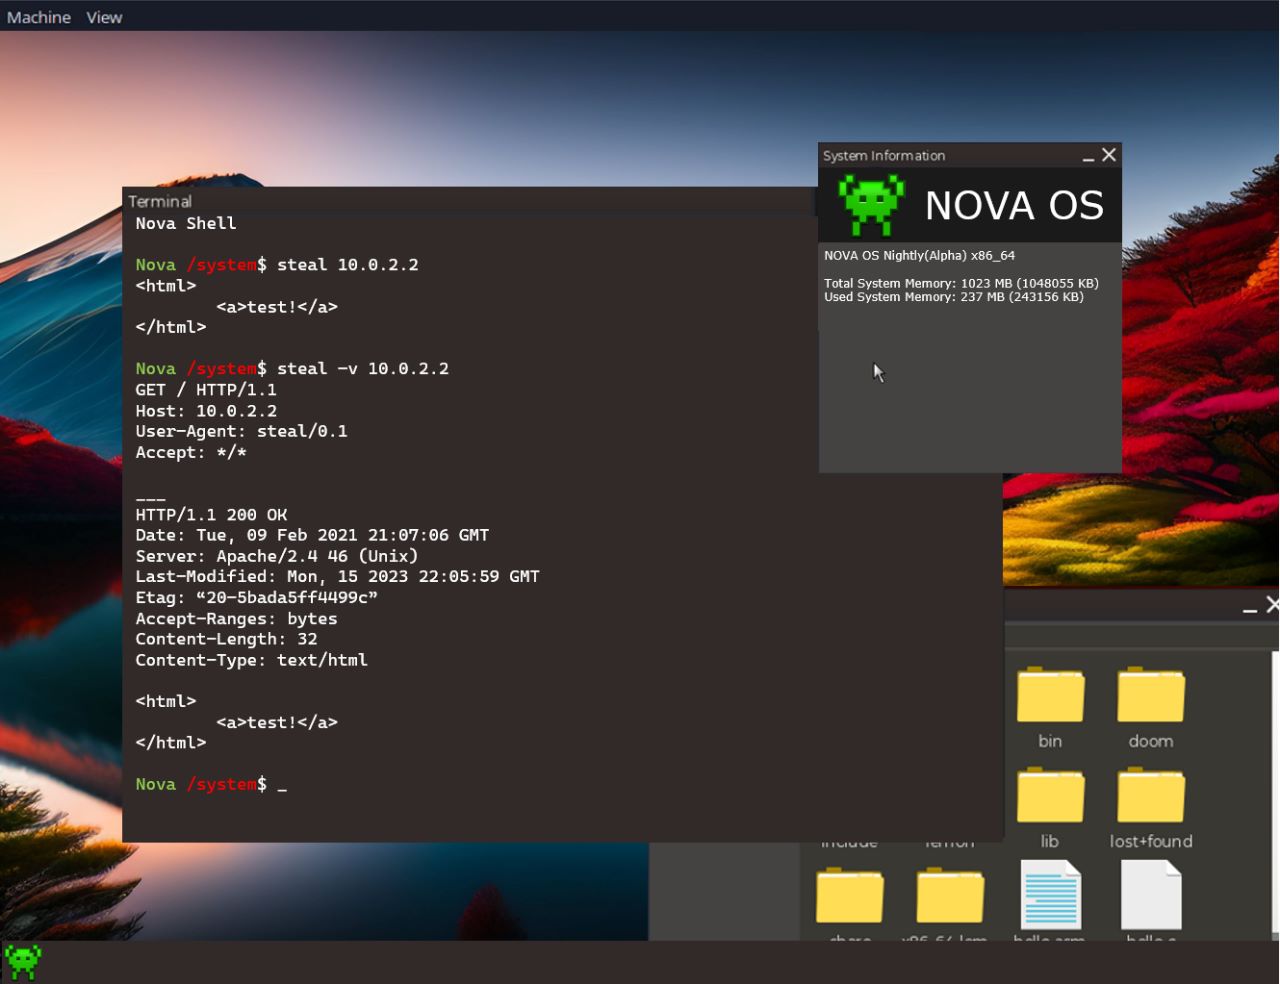 Machine View
System Information
NOVA OS
NOVA OS Nightly(Alpha) x86_64
Total System Memory: 1023 MB (1048055 KB)
Used System Memory: 237 MB (243156 KB)
Terminal
Nova Shell
Nova /system$ steal 10.0.2.2
<html>
<a>test!</a>
</html>
Nova /system$ steal -v 10.0.2.2
GET / HTTP/1.1
Host: 10.0.2.2
User-Agent: steal/0.1
Accept: */*
___
HTTP/1.1 200 OK
Date: Tue, 09 Feb 2021 21:07:06 GMT
Server: Apache/2.4 46 (Unix)
Last-Modified: Mon, 15 2023 22:05:59 GMT
Etag: “20-5bada5ff4499c”
Accept-Ranges: bytes
Content-Length: 32
Content-Type: text/html
<html>
<a>test!</a>
</html>
Nova /system$ _
bin doom
include lemon lib lost+found
share